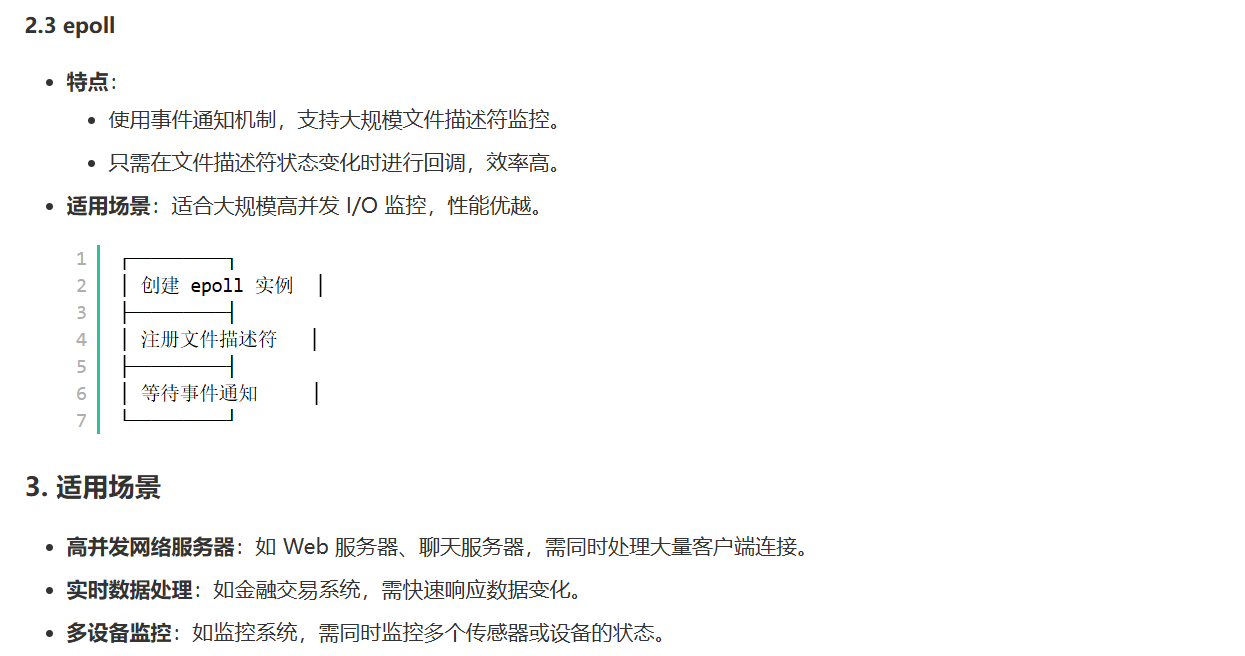 2.3 epoll
• 特点：
• 使用事件通知机制，支持大规模文件描述符监控。
• 只需在文件描述符状态变化时进行回调，效率高。
• 适用场景：适合大规模高并发 I/O 监控，性能优越。
1 ┌─────────┐
2 │ 创建 epoll 实例  │
3 ├─────────┤
4 │ 注册文件描述符   │
5 ├─────────┤
6 │ 等待事件通知     │
7 └─────────┘
3. 适用场景
• 高并发网络服务器：如 Web 服务器、聊天服务器，需同时处理大量客户端连接。
• 实时数据处理：如金融交易系统，需快速响应数据变化。
• 多设备监控：如监控系统，需同时监控多个传感器或设备的状态。